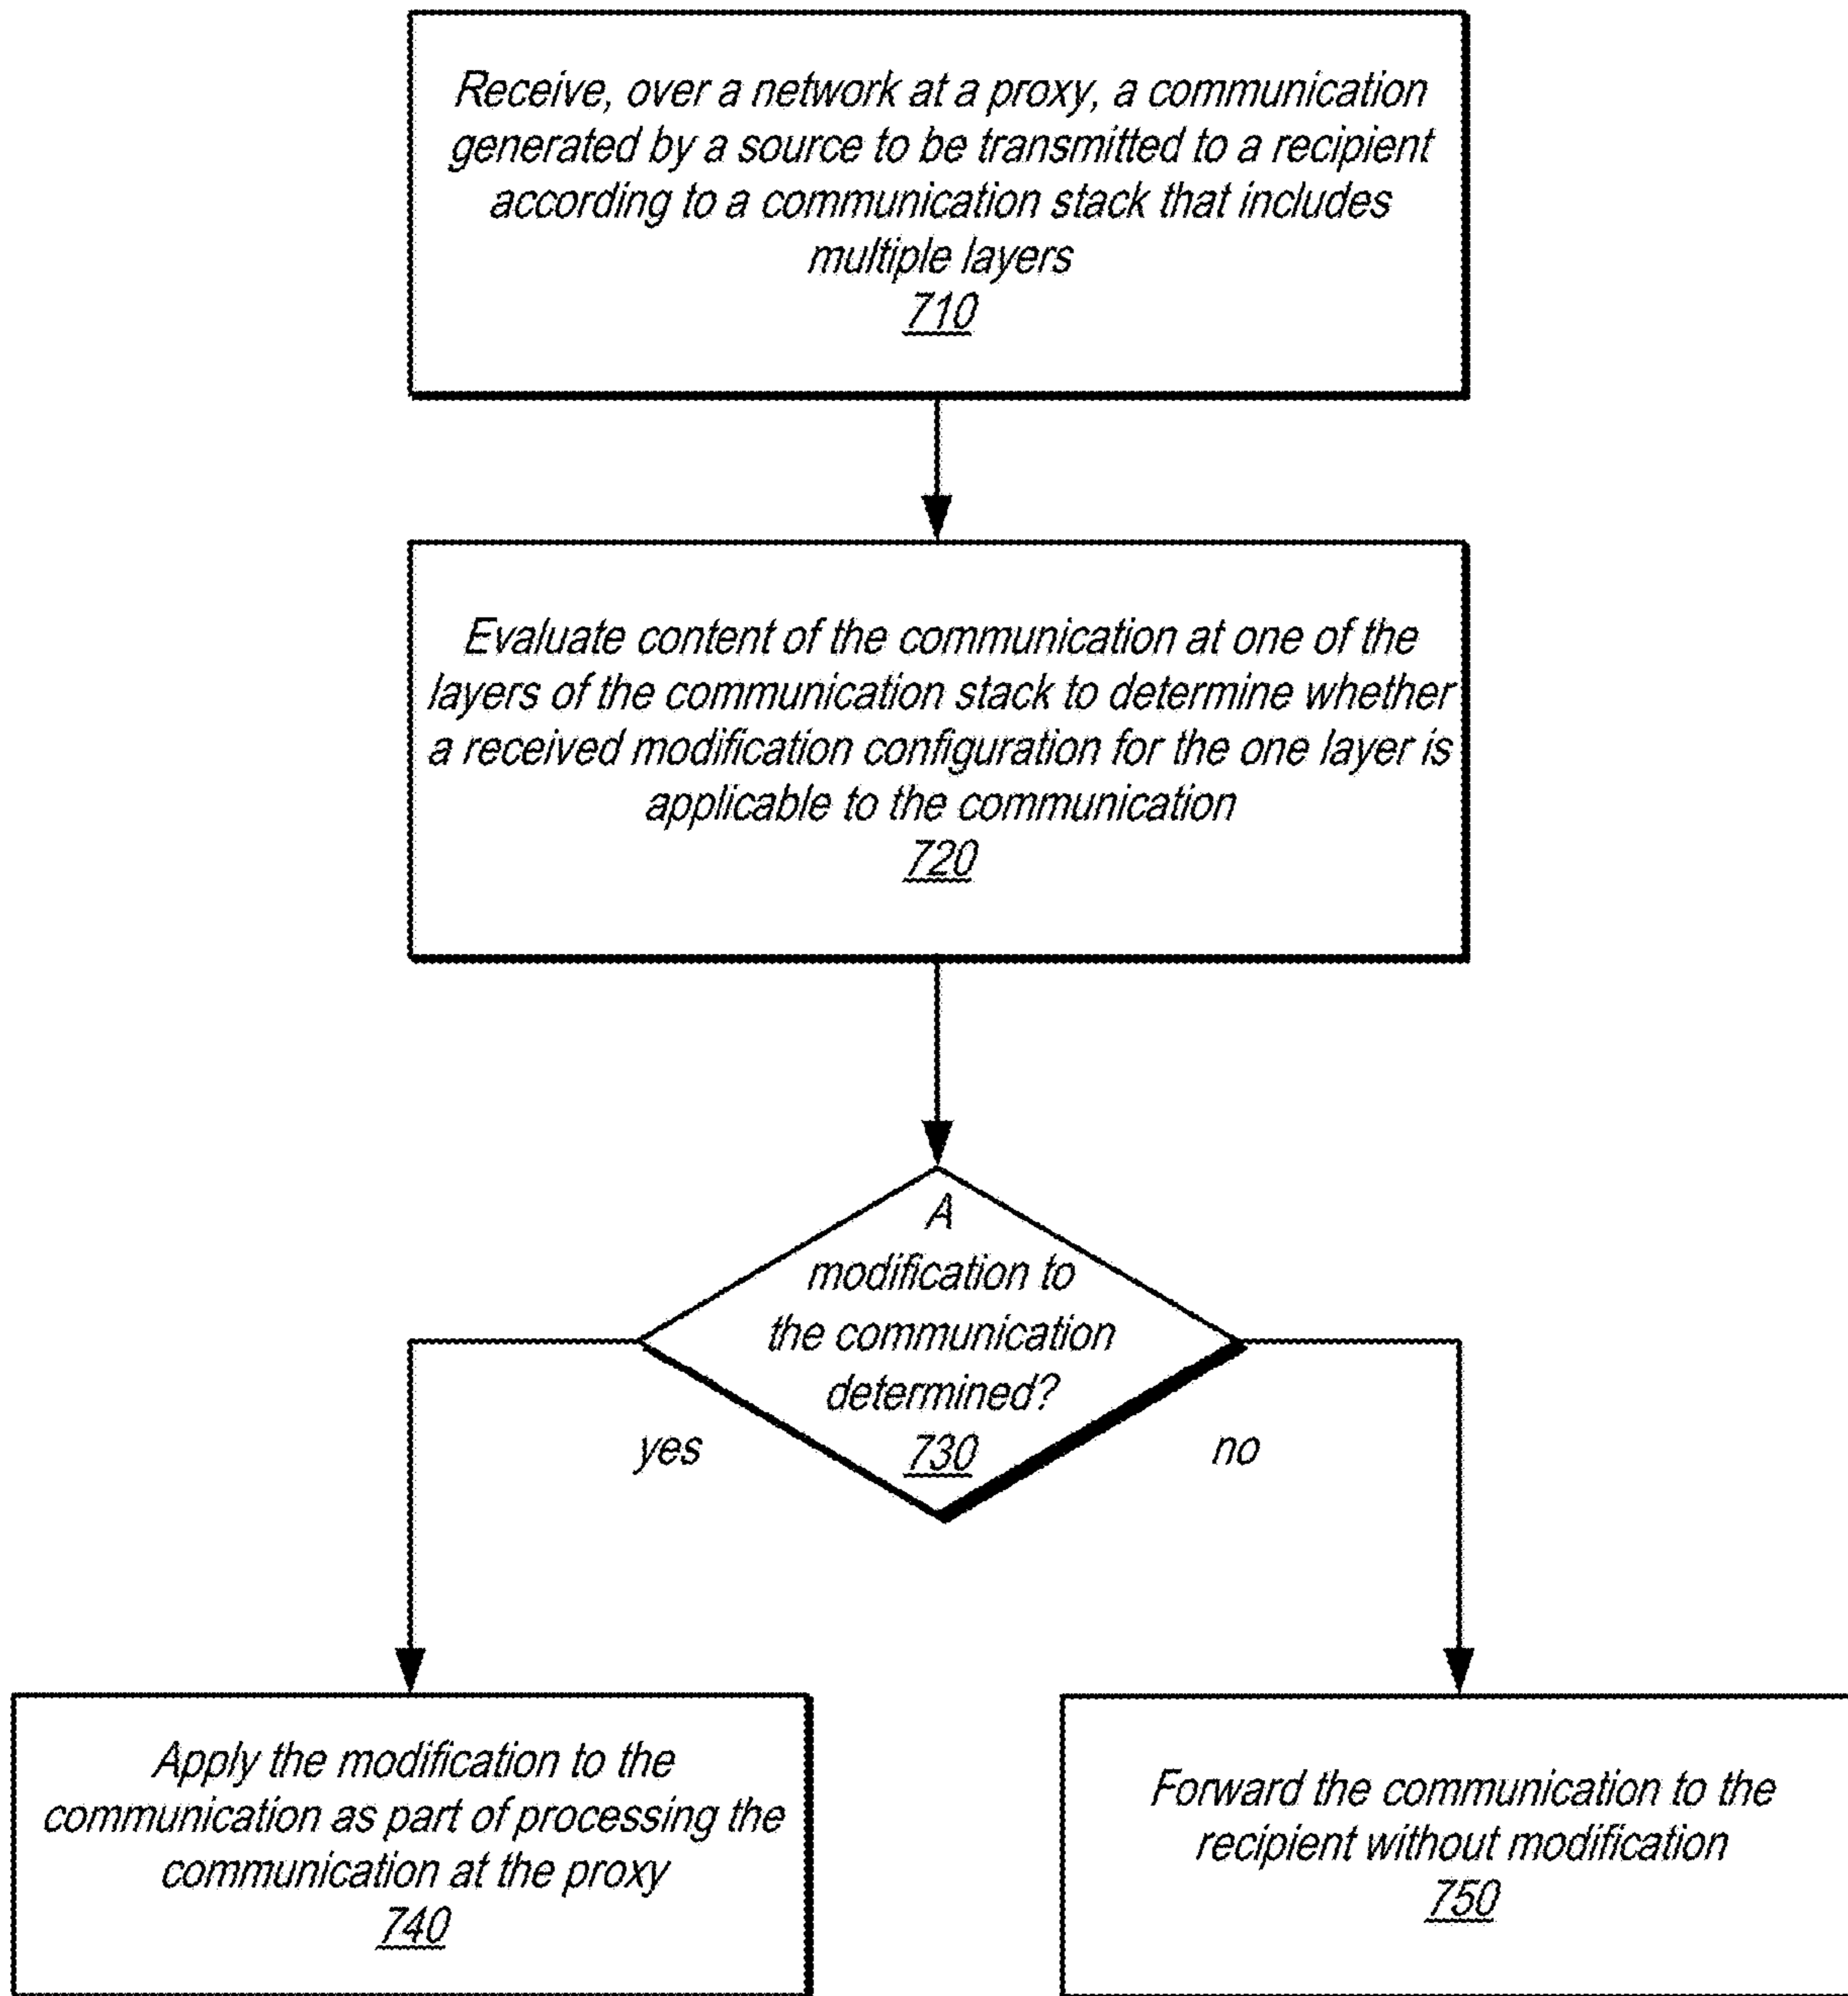 Receive, over a network at a proxy, a communication
generated by a source to be transmitted to a recipient
according to a communication stack that includes
multiple layers
710
Evaluate content of the communication at one of the
layers of the communication stack to determine whether
a received modification configuration for the one layer is
applicable to the communication
720
A
modification to
the communication
determined?
730
yes
no
Apply the modification to the
communication as part of processing the
communication at the proxy
740
Forward the communication to the
recipient without modification
750